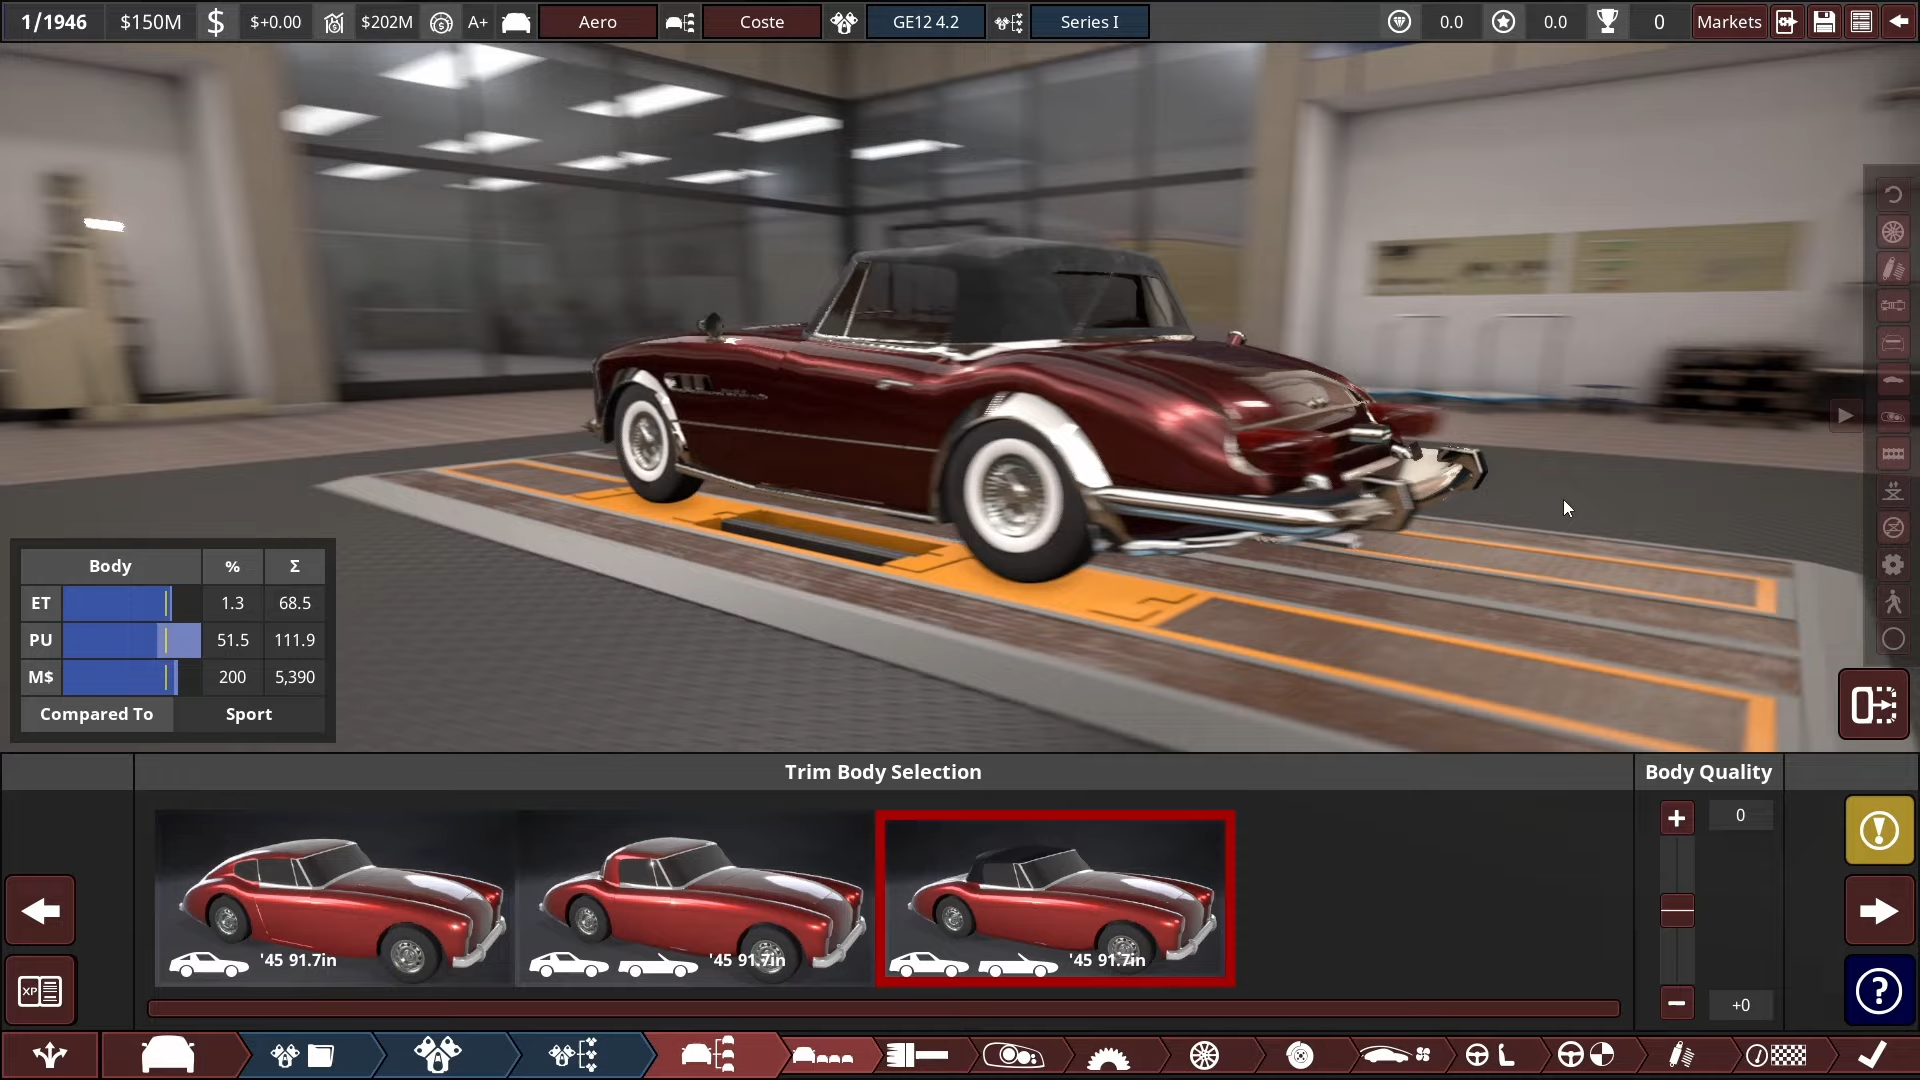 1/1946 $150M $+0.00 $202M A+ Aero Coste GE12 4.2 Series I 0.0 0.0 0 Markets
Body % Σ
ET 1.3 68.5
PU 51.5 111.9
M$ 200 5,390
Compared To Sport
Trim Body Selection Body Quality
0
'45 91.7in '45 91.7in '45 91.7in
XP
+0